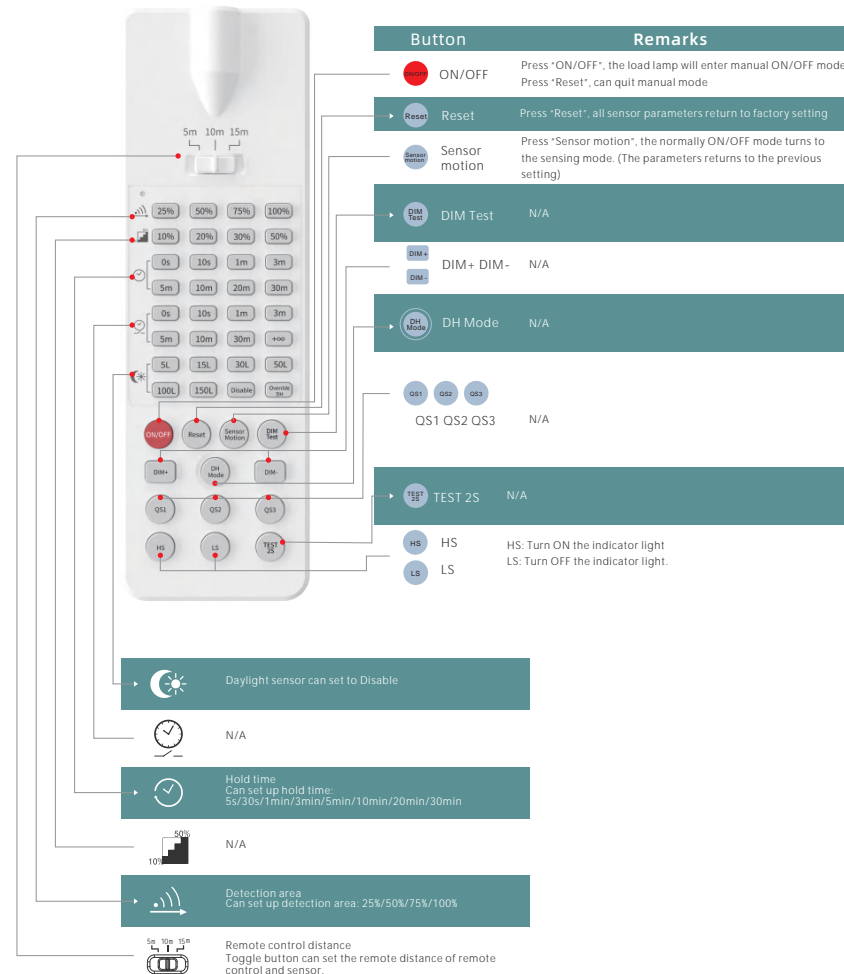 Button Remarks
ON/OFF ON/OFF Press "ON/OFF", the load lamp will enter manual ON/OFF mode
Press "Reset", can quit manual mode
Reset Reset Press "Reset", all sensor parameters return to factory setting
Sensor motion Sensor motion Press "Sensor motion", the normally ON/OFF mode turns to
the sensing mode. (The parameters returns to the previous
setting)
DIM Test DIM Test N/A
DIM+
DIM-
DIM+ DIM- N/A
DH Mode DH Mode N/A
QS1 QS2 QS3
QS1 QS2 QS3 N/A
TEST 2S TEST 2S N/A
HS HS HS: Turn ON the indicator light
LS LS LS: Turn OFF the indicator light.
5m 10m 15m
25% 50% 75% 100%
10% 20% 30% 50%
0s 10s 1m 3m
5m 10m 20m 30m
0s 10s 1m 3m
5m 10m 30m +∞
5L 15L 30L 50L
100L 150L Disable Override DH
ON/OFF Reset Sensor Motion DIM Test
DIM+ DH Mode DIM-
QS1 QS2 QS3
HS LS TEST 2S
Daylight sensor can set to Disable
N/A
Hold time
Can set up hold time:
5s/30s/1min/3min/5min/10min/20min/30min
50%
10%
N/A
Detection area
Can set up detection area: 25%/50%/75%/100%
5m 10m 15m
Remote control distance
Toggle button can set the remote distance of remote
control and sensor.